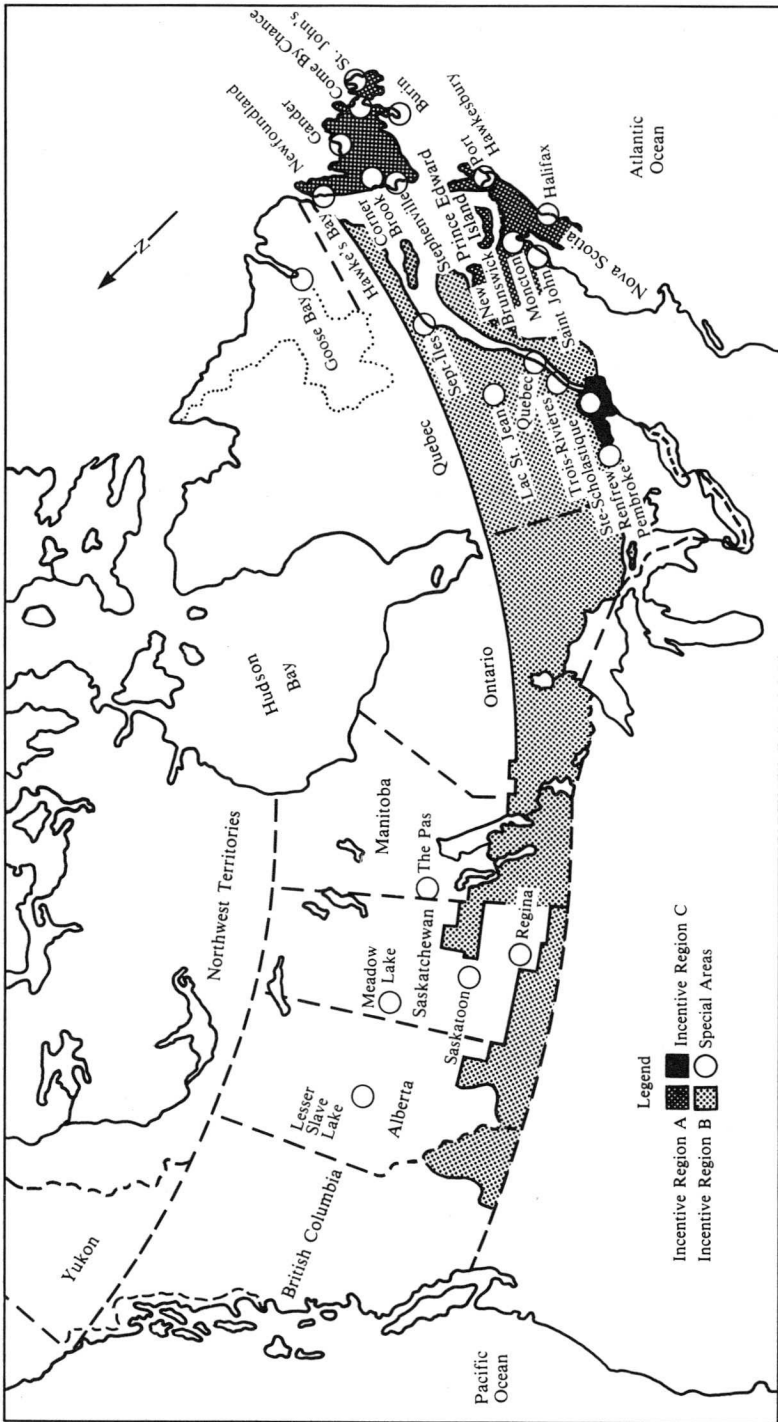 Yukon
Northwest Territories
British Columbia
Pacific
Ocean
Lesser
Slave
Lake
Alberta
Meadow
Lake
Saskatchewan
Saskatoon
Regina
Manitoba
The Pas
Hudson
Bay
Ontario
Quebec
Goose Bay
N
Newfoundland
Gander
Come By Chance
St. John's
Burin
Hawke's Bay
Corner
Brook
Stephenville
Prince Edward
Island
New
Brunswick
Moncton
Saint John
Port
Hawkesbury
Halifax
Nova Scotia
Atlantic
Ocean
Sept-Iles
Lac St. Jean
Quebec
Trois-Rivières
Ste-Scholastique
Renfrew
Pembroke
Legend
Incentive Region A
Incentive Region C
Incentive Region B
Special Areas